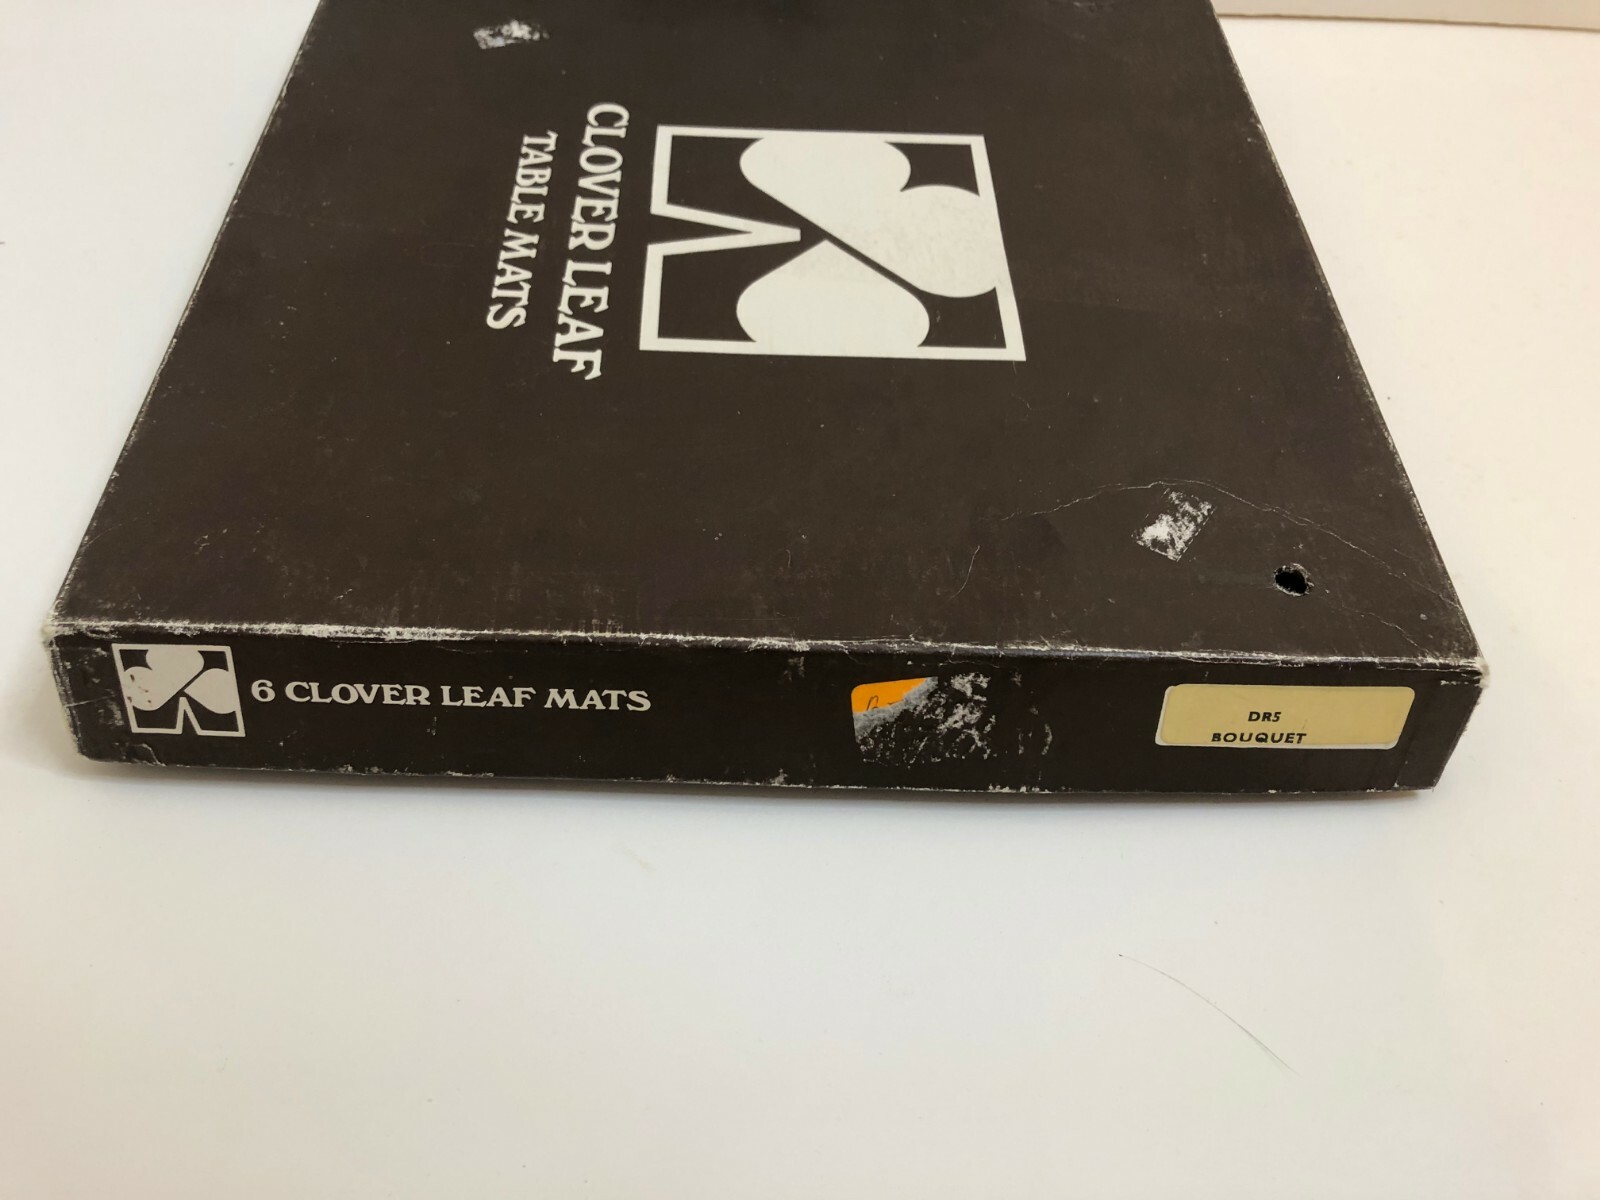 CLOVER LEAF
TABLE MATS
6 CLOVER LEAF MATS
DR5
BOUQUET